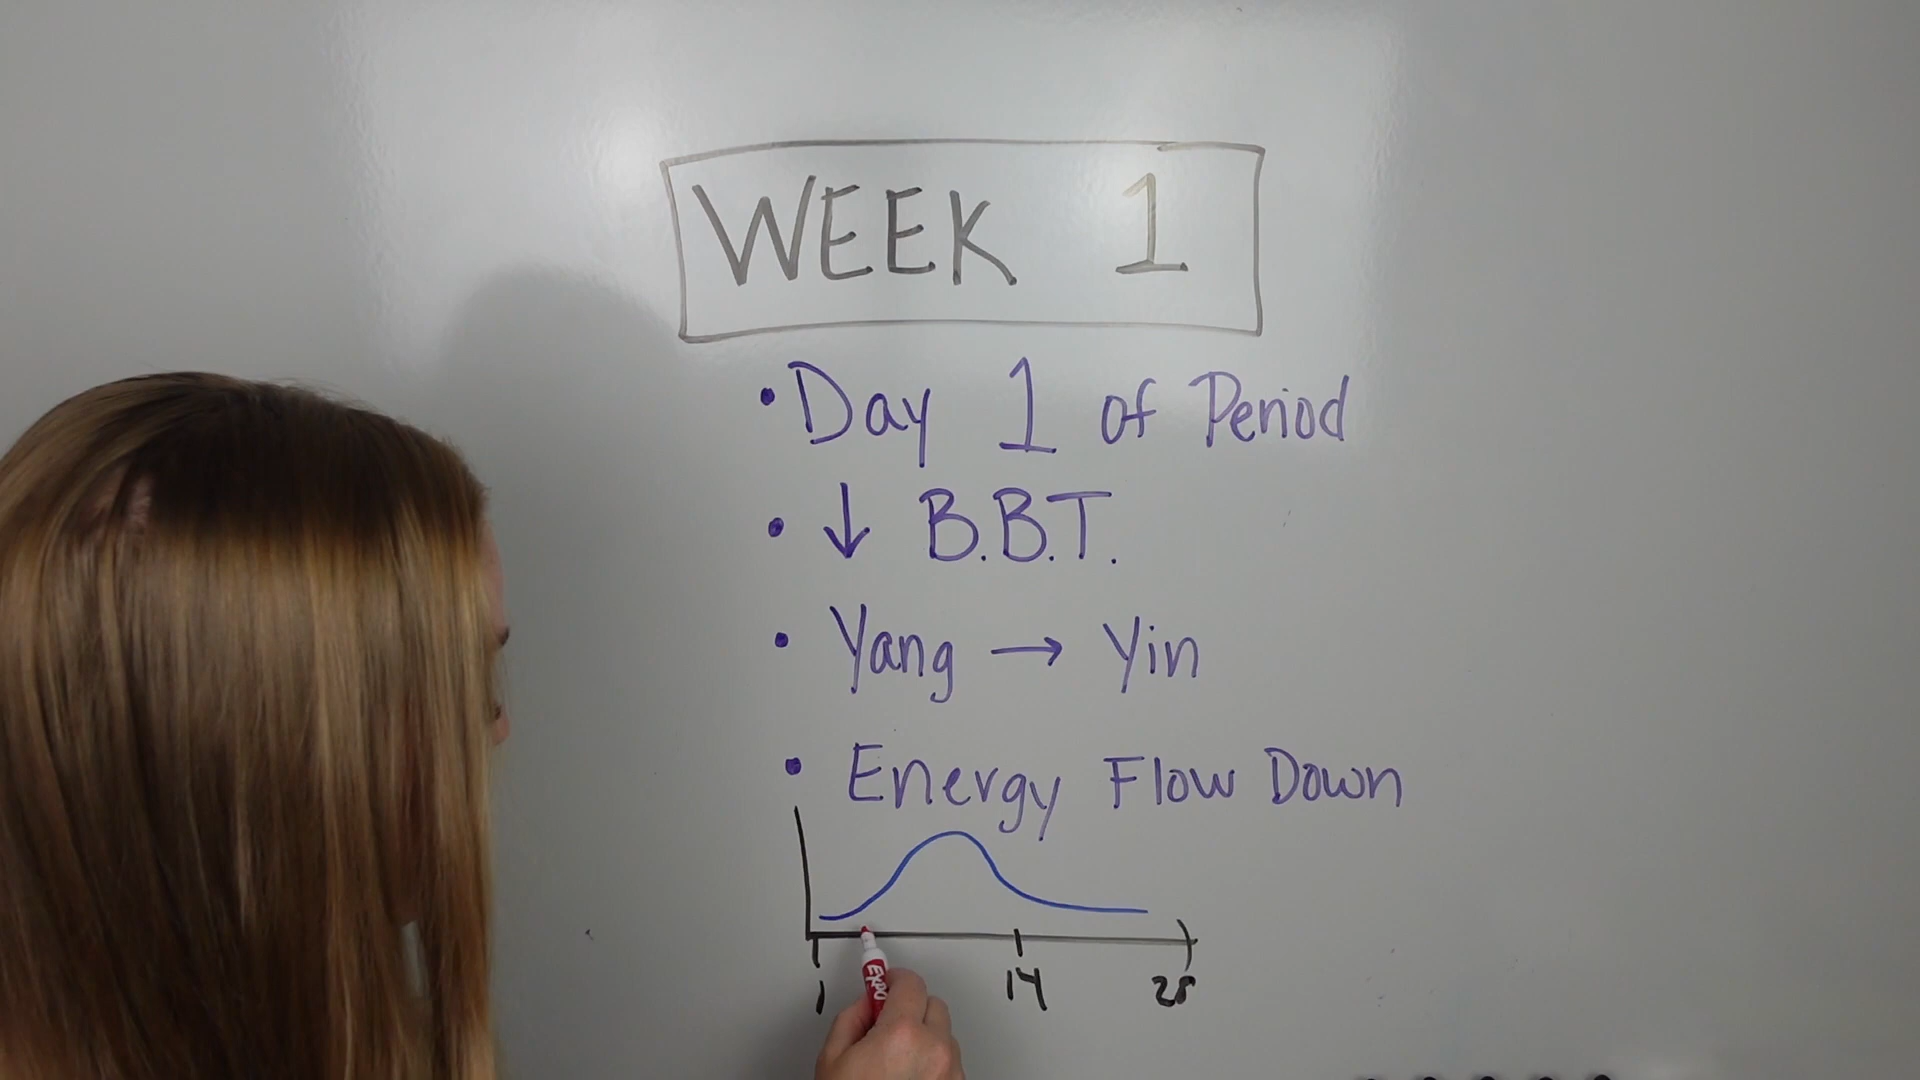 WEEK 1
• Day 1 of Period
• ↓ B.B.T.
• Yang → Yin
• Energy Flow Down
1 14 28
EXPO